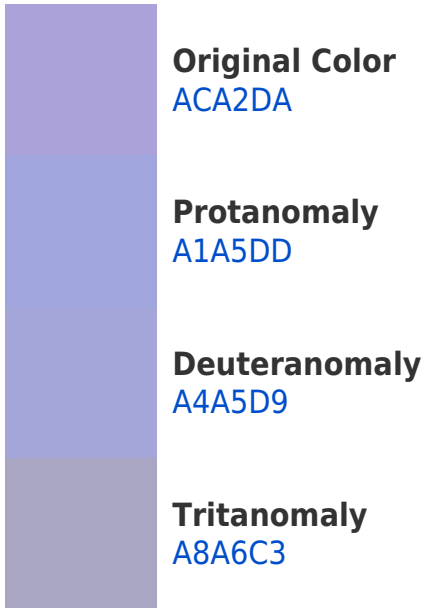 Original Color
ACA2DA
Protanomaly
A1A5DD
Deuteranomaly
A4A5D9
Tritanomaly
A8A6C3